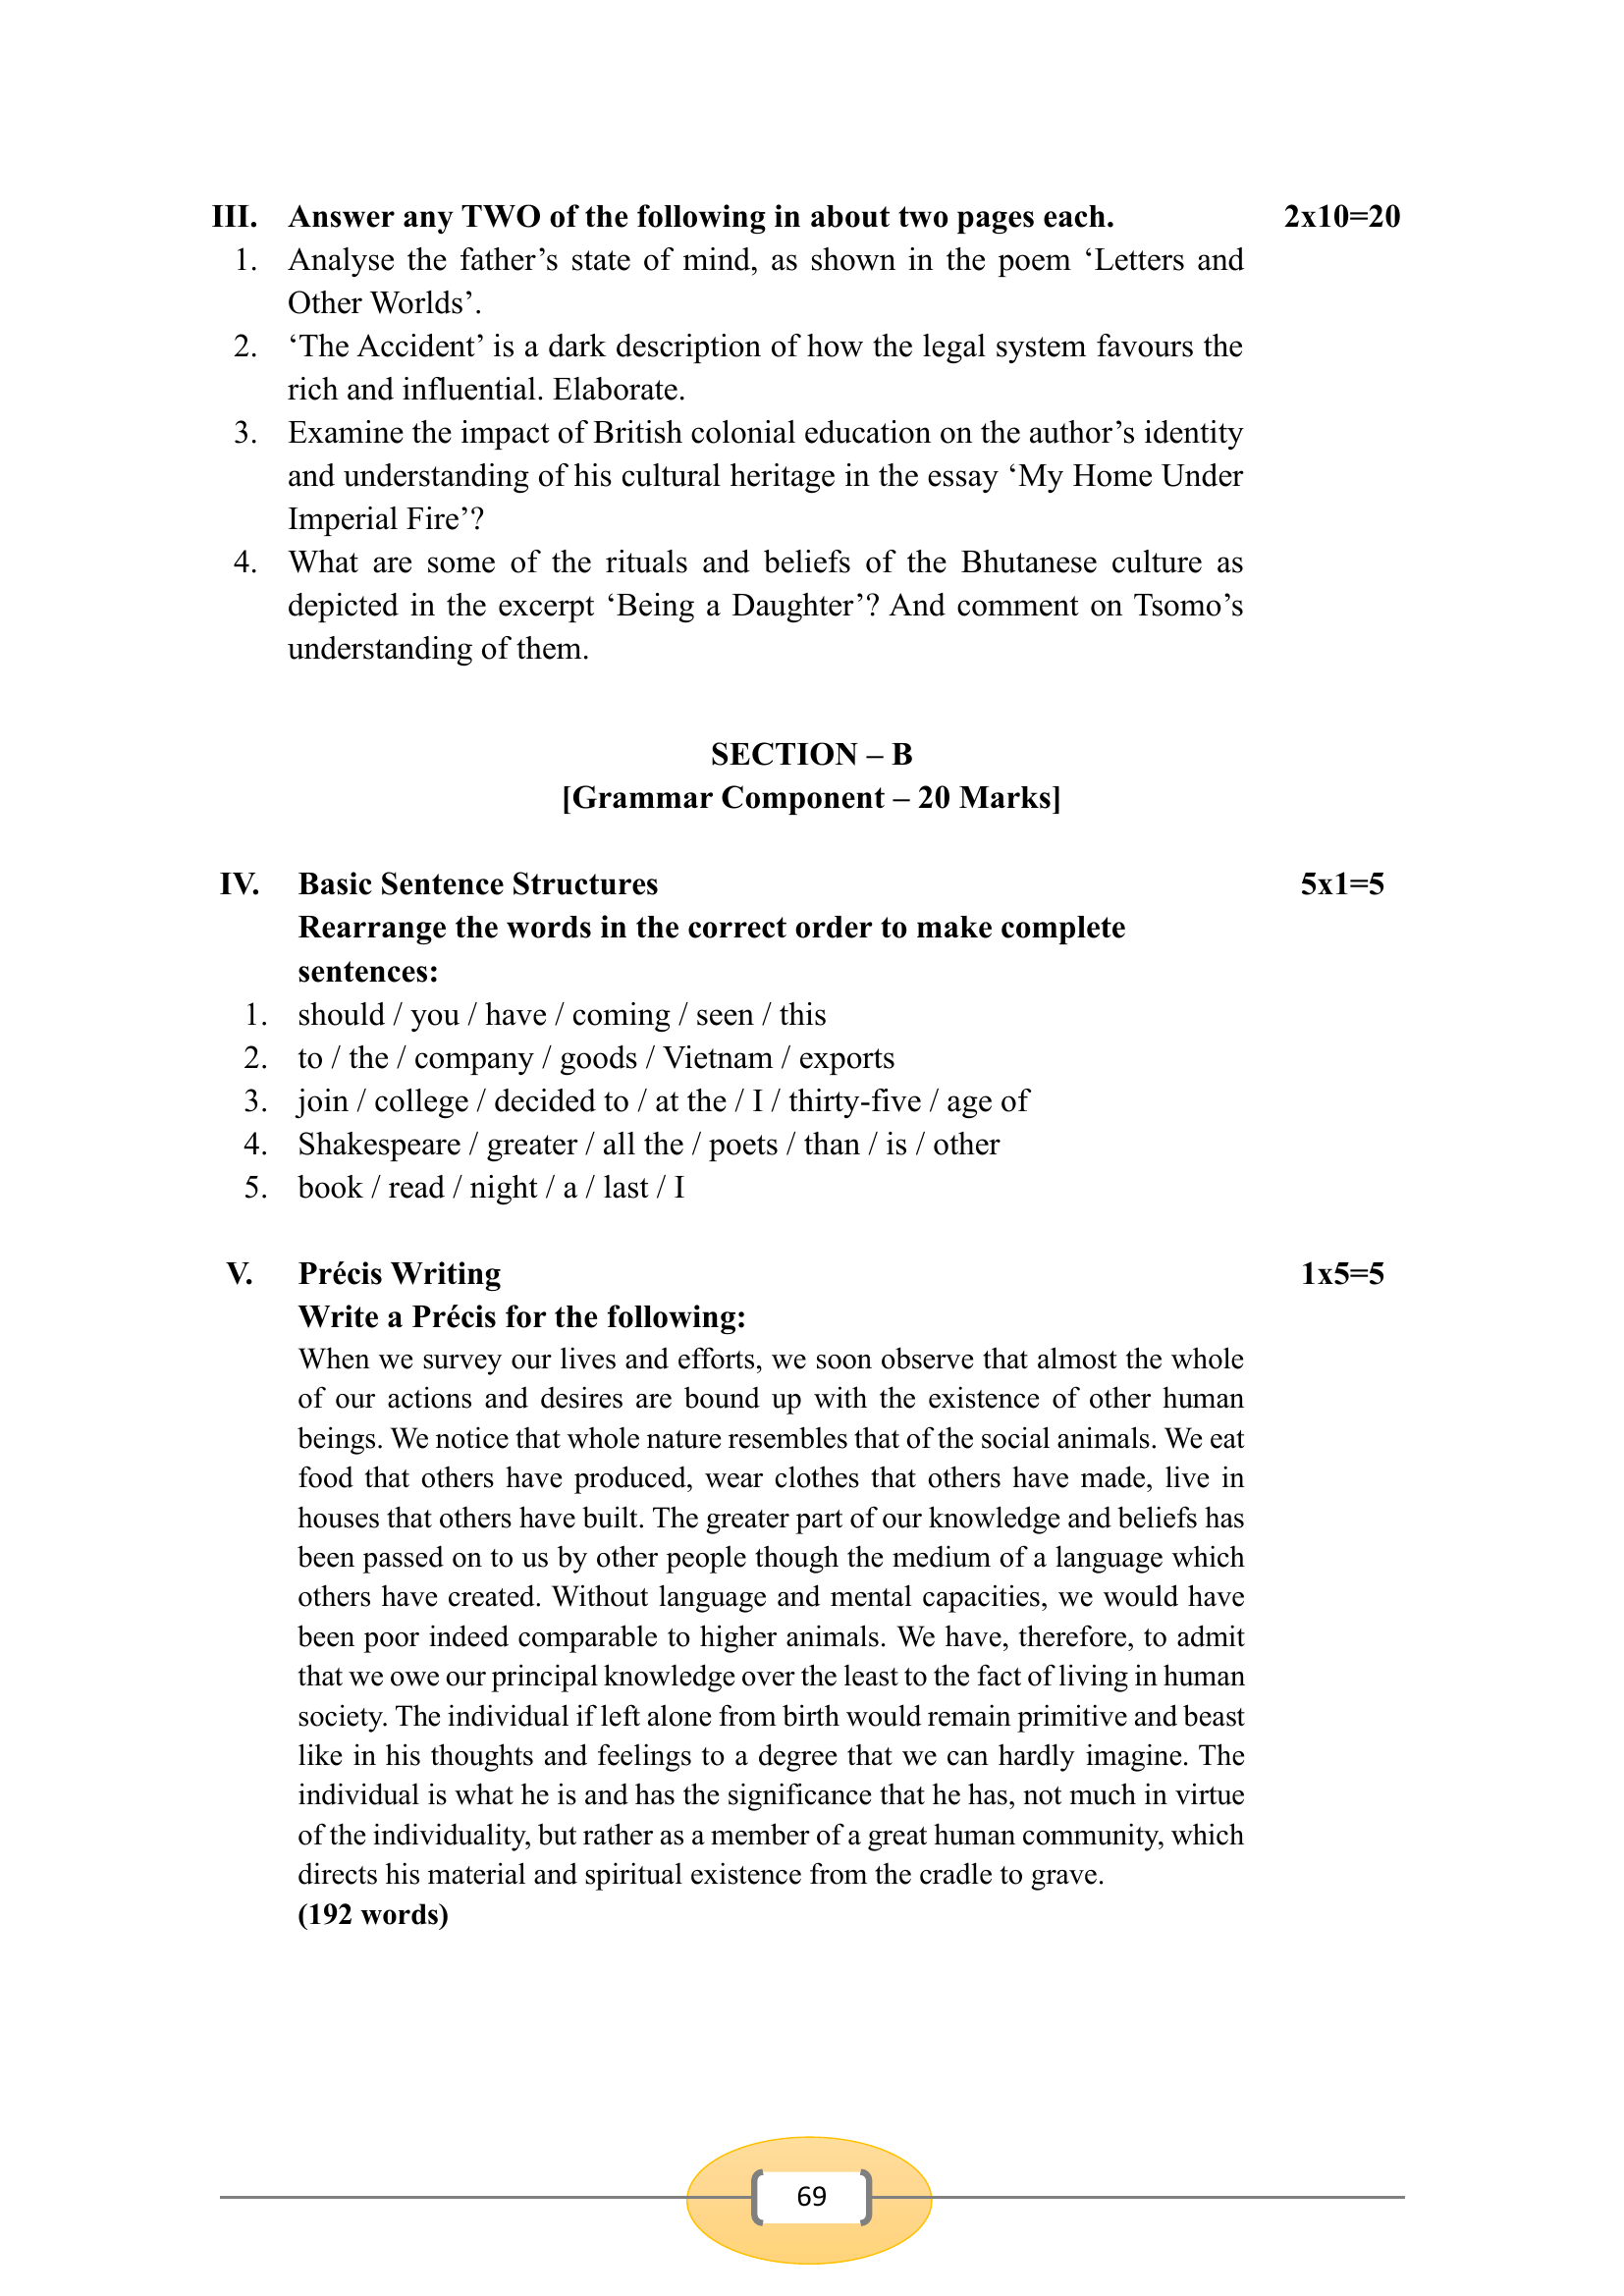 III. Answer any TWO of the following in about two pages each. 2x10=20
1. Analyse the father’s state of mind, as shown in the poem ‘Letters and
Other Worlds’.
2. ‘The Accident’ is a dark description of how the legal system favours the
rich and influential. Elaborate.
3. Examine the impact of British colonial education on the author’s identity
and understanding of his cultural heritage in the essay ‘My Home Under
Imperial Fire’?
4. What are some of the rituals and beliefs of the Bhutanese culture as
depicted in the excerpt ‘Being a Daughter’? And comment on Tsomo’s
understanding of them.
SECTION – B
[Grammar Component – 20 Marks]
IV. Basic Sentence Structures 5x1=5
Rearrange the words in the correct order to make complete
sentences:
1. should / you / have / coming / seen / this
2. to / the / company / goods / Vietnam / exports
3. join / college / decided to / at the / I / thirty-five / age of
4. Shakespeare / greater / all the / poets / than / is / other
5. book / read / night / a / last / I
V. Précis Writing 1x5=5
Write a Précis for the following:
When we survey our lives and efforts, we soon observe that almost the whole
of our actions and desires are bound up with the existence of other human
beings. We notice that whole nature resembles that of the social animals. We eat
food that others have produced, wear clothes that others have made, live in
houses that others have built. The greater part of our knowledge and beliefs has
been passed on to us by other people though the medium of a language which
others have created. Without language and mental capacities, we would have
been poor indeed comparable to higher animals. We have, therefore, to admit
that we owe our principal knowledge over the least to the fact of living in human
society. The individual if left alone from birth would remain primitive and beast
like in his thoughts and feelings to a degree that we can hardly imagine. The
individual is what he is and has the significance that he has, not much in virtue
of the individuality, but rather as a member of a great human community, which
directs his material and spiritual existence from the cradle to grave.
(192 words)
69